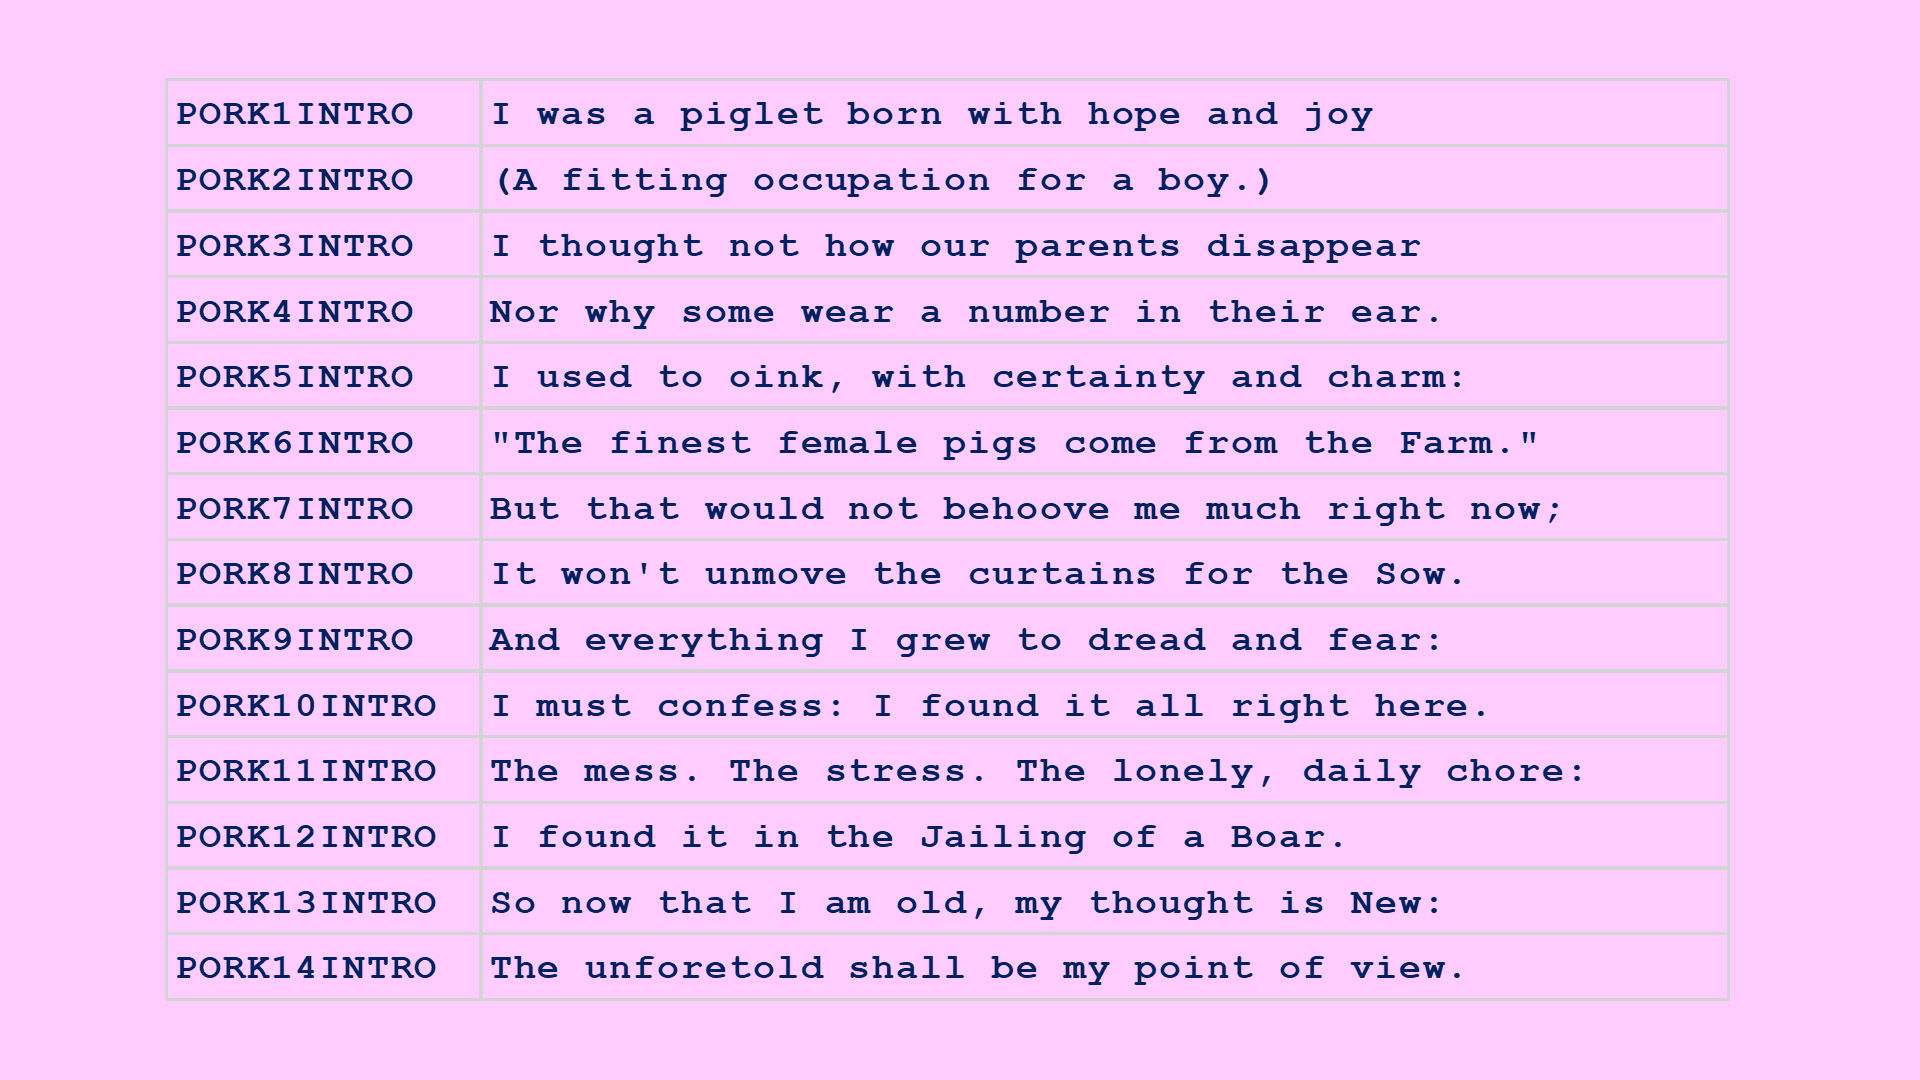 PORK1INTRO I was a piglet born with hope and joy
PORK2INTRO (A fitting occupation for a boy.)
PORK3INTRO I thought not how our parents disappear
PORK4INTRO Nor why some wear a number in their ear.
PORK5INTRO I used to oink, with certainty and charm:
PORK6INTRO "The finest female pigs come from the Farm."
PORK7INTRO But that would not behoove me much right now;
PORK8INTRO It won't unmove the curtains for the Sow.
PORK9INTRO And everything I grew to dread and fear:
PORK10INTRO I must confess: I found it all right here.
PORK11INTRO The mess. The stress. The lonely, daily chore:
PORK12INTRO I found it in the Jailing of a Boar.
PORK13INTRO So now that I am old, my thought is New:
PORK14INTRO The unforetold shall be my point of view.